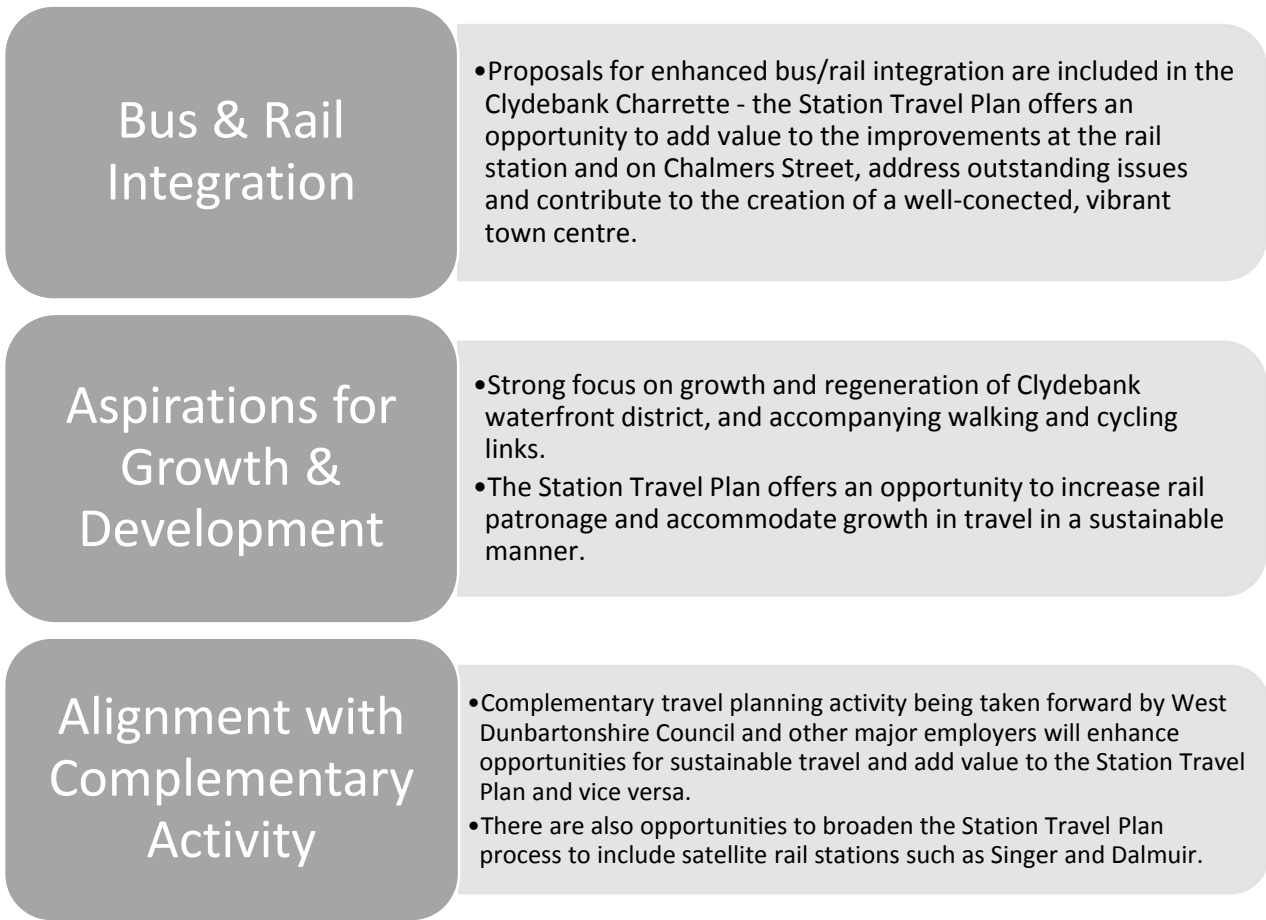 Bus & Rail
Integration
•Proposals for enhanced bus/rail integration are included in the
Clydebank Charrette - the Station Travel Plan offers an
opportunity to add value to the improvements at the rail
station and on Chalmers Street, address outstanding issues
and contribute to the creation of a well-conected, vibrant
town centre.
Aspirations for
Growth &
Development
•Strong focus on growth and regeneration of Clydebank
waterfront district, and accompanying walking and cycling
links.
•The Station Travel Plan offers an opportunity to increase rail
patronage and accommodate growth in travel in a sustainable
manner.
Alignment with
Complementary
Activity
•Complementary travel planning activity being taken forward by West
Dunbartonshire Council and other major employers will enhance
opportunities for sustainable travel and add value to the Station Travel
Plan and vice versa.
•There are also opportunities to broaden the Station Travel Plan
process to include satellite rail stations such as Singer and Dalmuir.